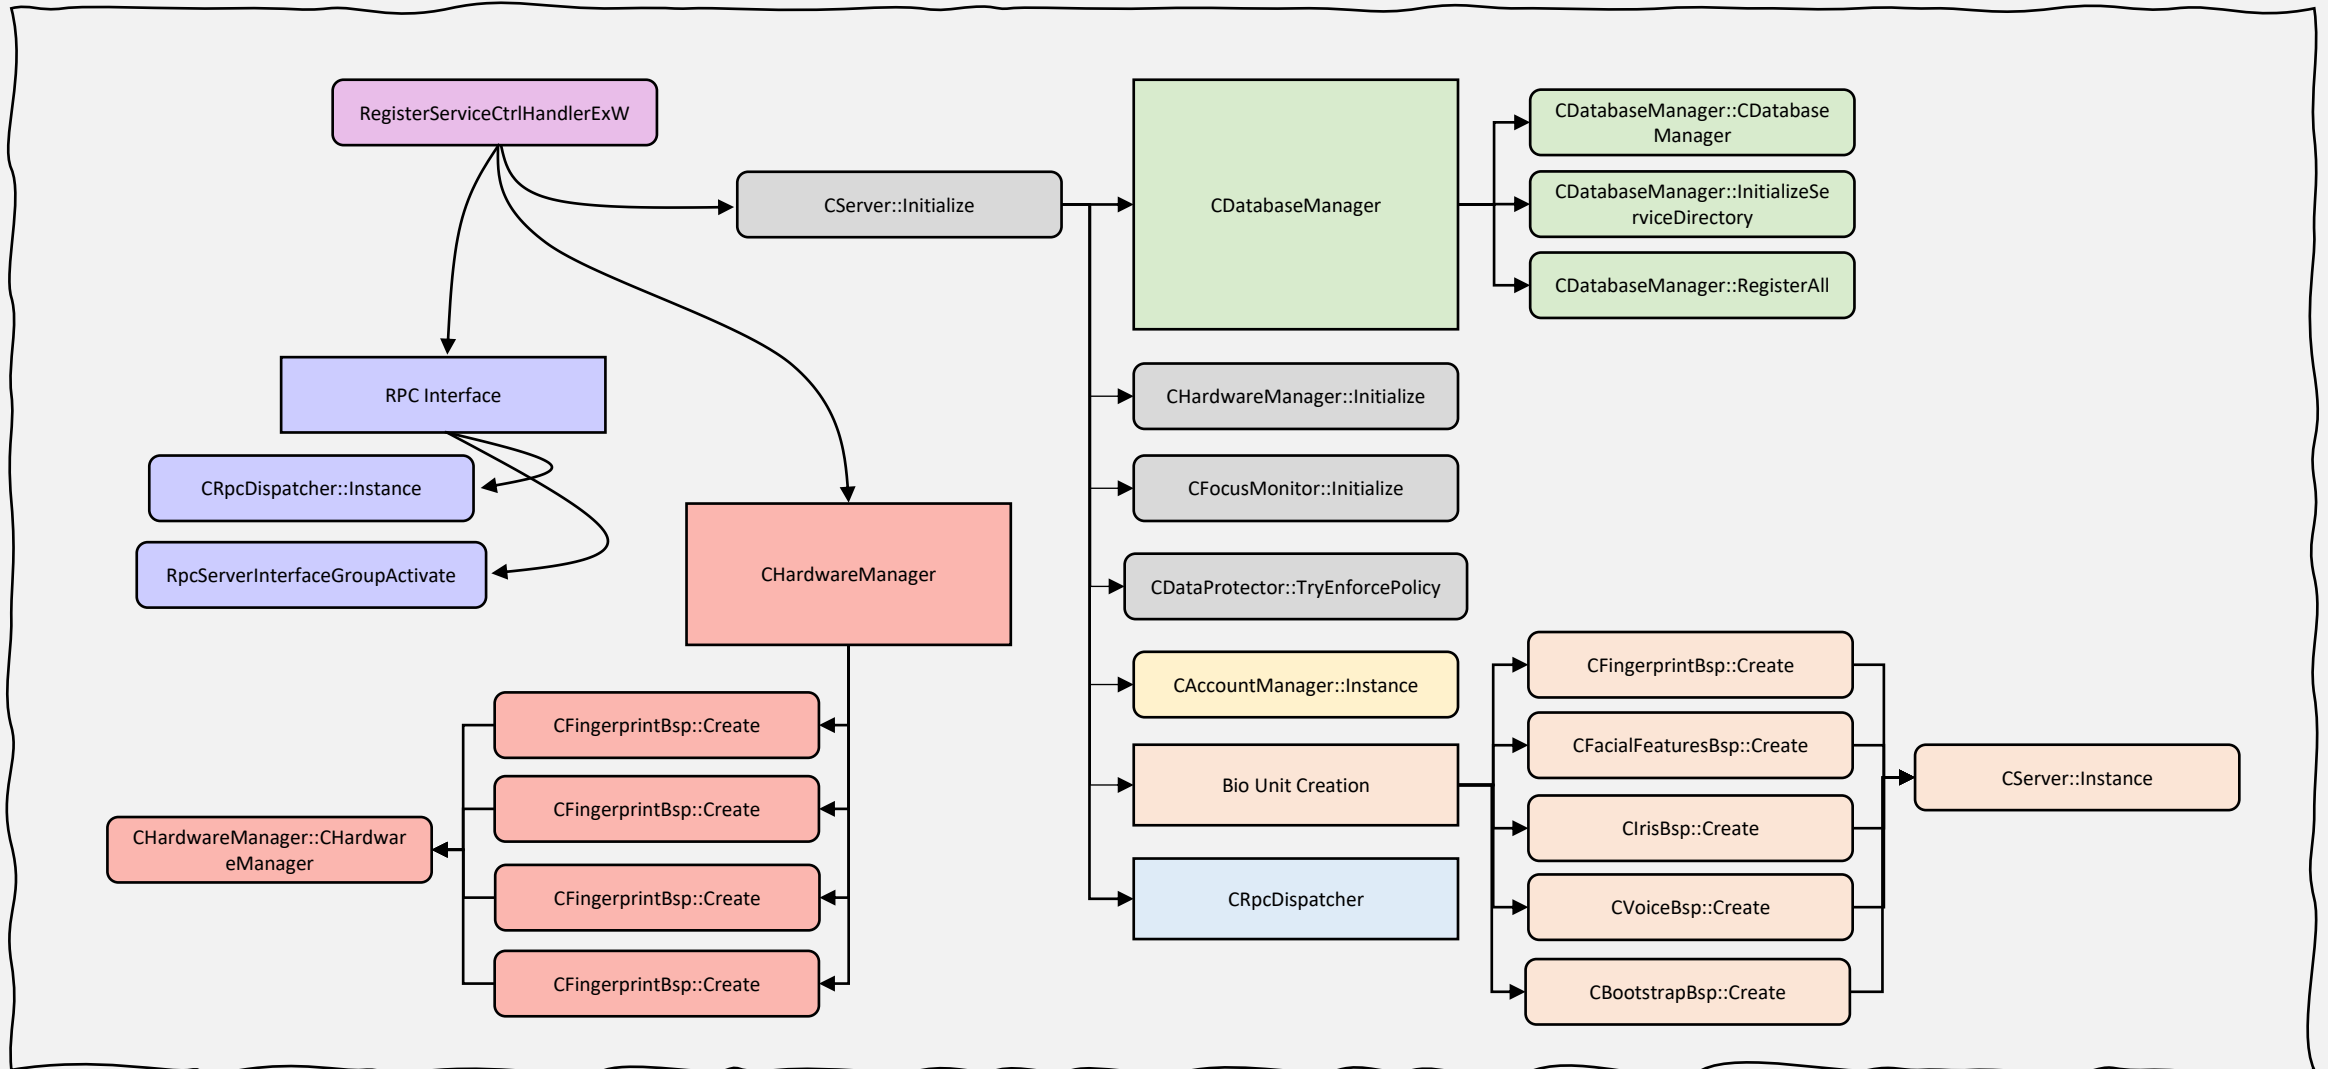 RegisterServiceCtrlHandlerExW
CServer::Initialize
CDatabaseManager
CDatabaseManager::CDatabase
Manager
CDatabaseManager::InitializeSe
rviceDirectory
CDatabaseManager::RegisterAll
RPC Interface
CRpcDispatcher::Instance
RpcServerInterfaceGroupActivate
CHardwareManager
CHardwareManager::Initialize
CFocusMonitor::Initialize
CDataProtector::TryEnforcePolicy
CAccountManager::Instance
Bio Unit Creation
CRpcDispatcher
CFingerprintBsp::Create
CFacialFeaturesBsp::Create
CIrisBsp::Create
CVoiceBsp::Create
CBootstrapBsp::Create
CServer::Instance
CFingerprintBsp::Create
CFingerprintBsp::Create
CFingerprintBsp::Create
CFingerprintBsp::Create
CHardwareManager::CHardwar
eManager